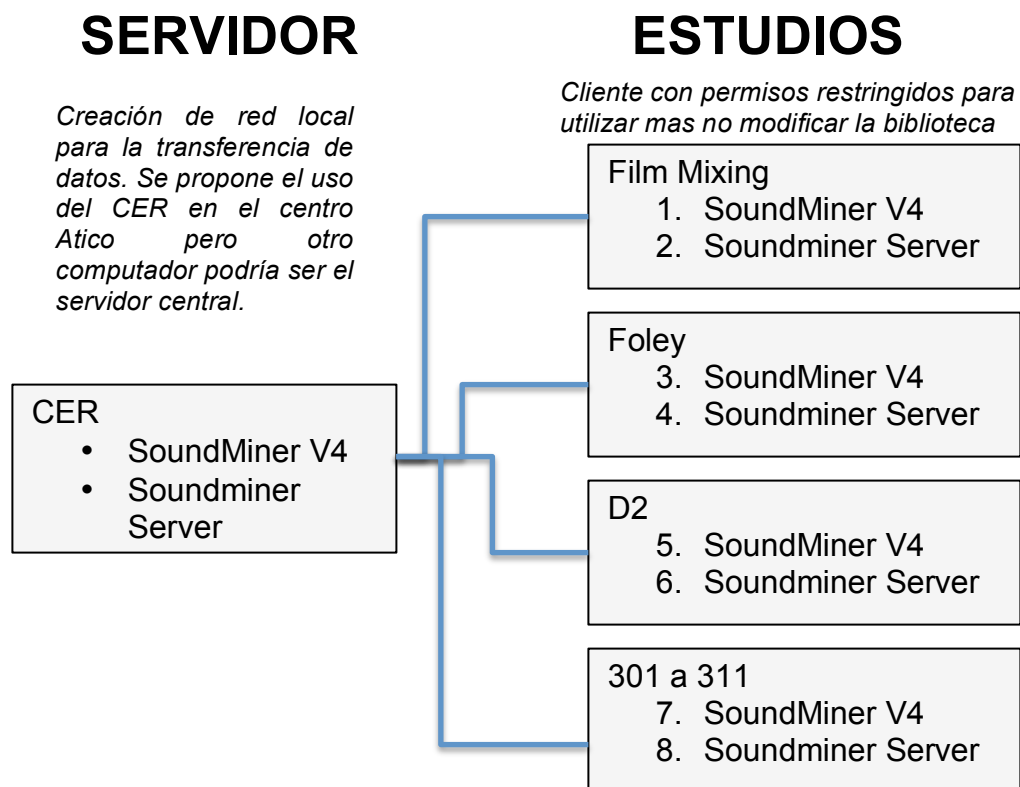 SERVIDOR
Creación de red local
para la transferencia de
datos. Se propone el uso
del CER en el centro
Atico pero otro
computador podría ser el
servidor central.
CER
• SoundMiner V4
• Soundminer
Server
ESTUDIOS
Cliente con permisos restringidos para
utilizar mas no modificar la biblioteca
Film Mixing
1. SoundMiner V4
2. Soundminer Server
Foley
3. SoundMiner V4
4. Soundminer Server
D2
5. SoundMiner V4
6. Soundminer Server
301 a 311
7. SoundMiner V4
8. Soundminer Server